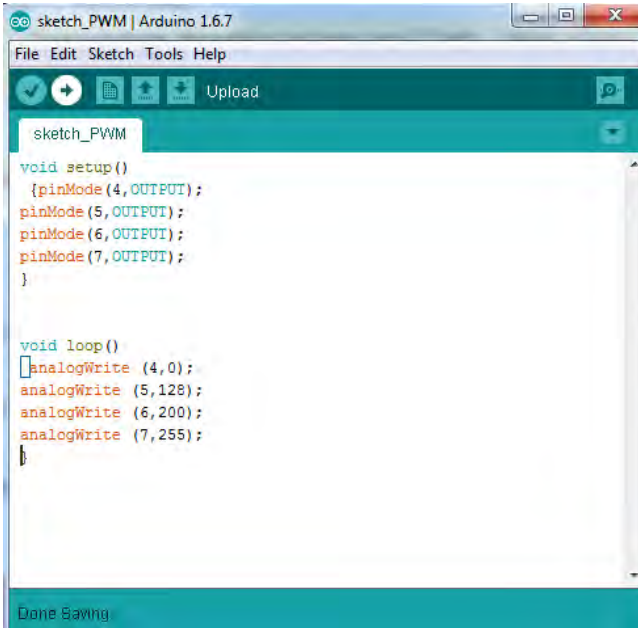 sketch_PWM | Arduino 1.6.7
File Edit Sketch Tools Help
Upload
sketch_PWM
void setup()
{pinMode(4,OUTPUT);
pinMode(5,OUTPUT);
pinMode(6,OUTPUT);
pinMode(7,OUTPUT);
}
void loop()
{analogWrite (4,0);
analogWrite (5,128);
analogWrite (6,200);
analogWrite (7,255);
}
Done Saving